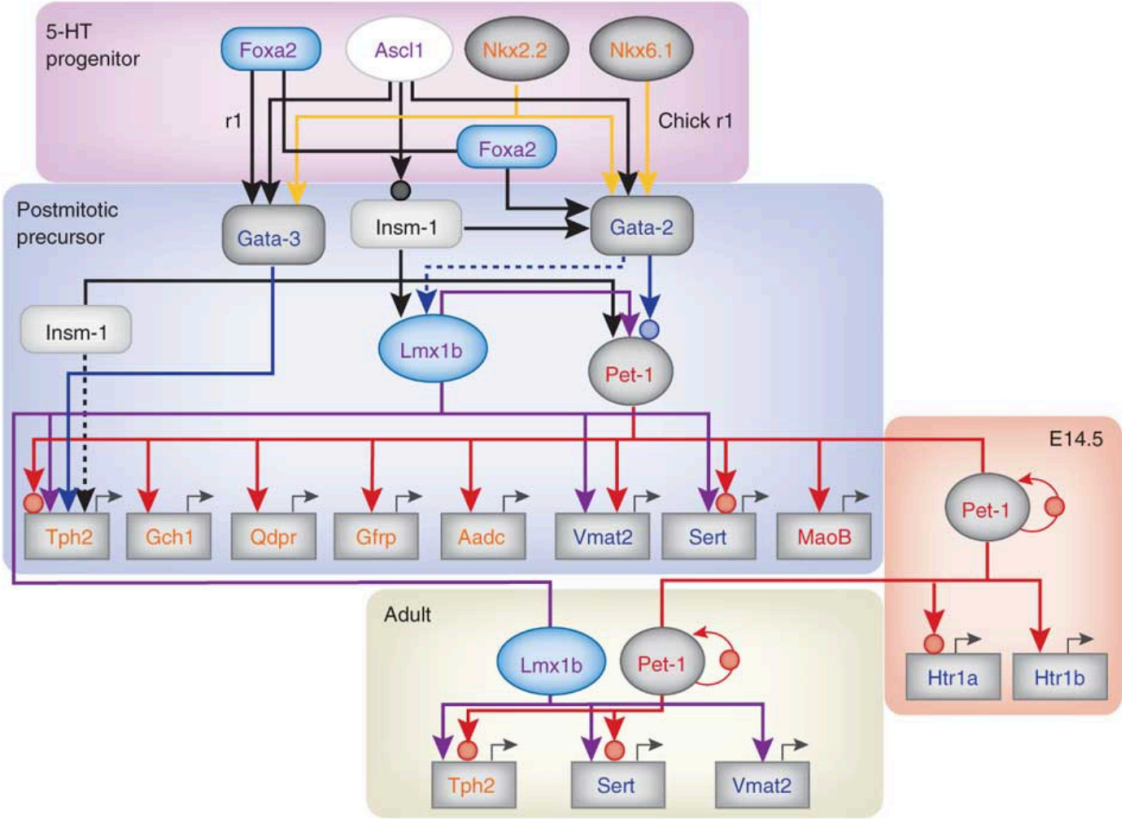 5-HT
progenitor
Foxa2
Ascl1
Nkx2.2
Nkx6.1
r1
Chick r1
Foxa2
Postmitotic
precursor
Gata-3
Insm-1
Gata-2
Insm-1
Lmx1b
Pet-1
E14.5
Tph2
Gch1
Qdpr
Gfrp
Aadc
Vmat2
Sert
MaoB
Pet-1
Adult
Lmx1b
Pet-1
Htr1a
Htr1b
Tph2
Sert
Vmat2